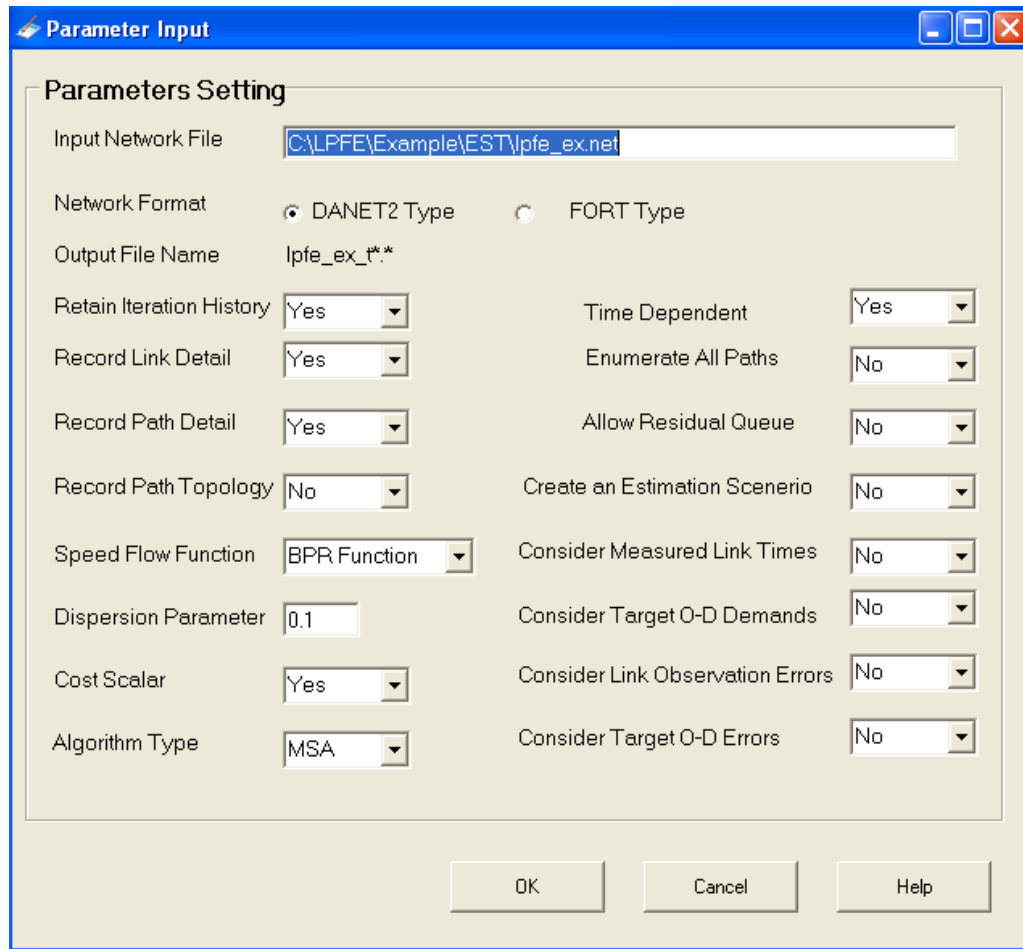 Parameter Input
Parameters Setting
Input Network File C:\LPFE\Example\EST\lpfe_ex.net
Network Format DANET2 Type FORT Type
Output File Name lpfe_ex_t*.*
Retain Iteration History Yes Time Dependent Yes
Record Link Detail Yes Enumerate All Paths No
Record Path Detail Yes Allow Residual Queue No
Record Path Topology No Create an Estimation Scenerio No
Speed Flow Function BPR Function Consider Measured Link Times No
Dispersion Parameter 0.1 Consider Target O-D Demands No
Cost Scalar Yes Consider Link Observation Errors No
Algorithm Type MSA Consider Target O-D Errors No
OK Cancel Help